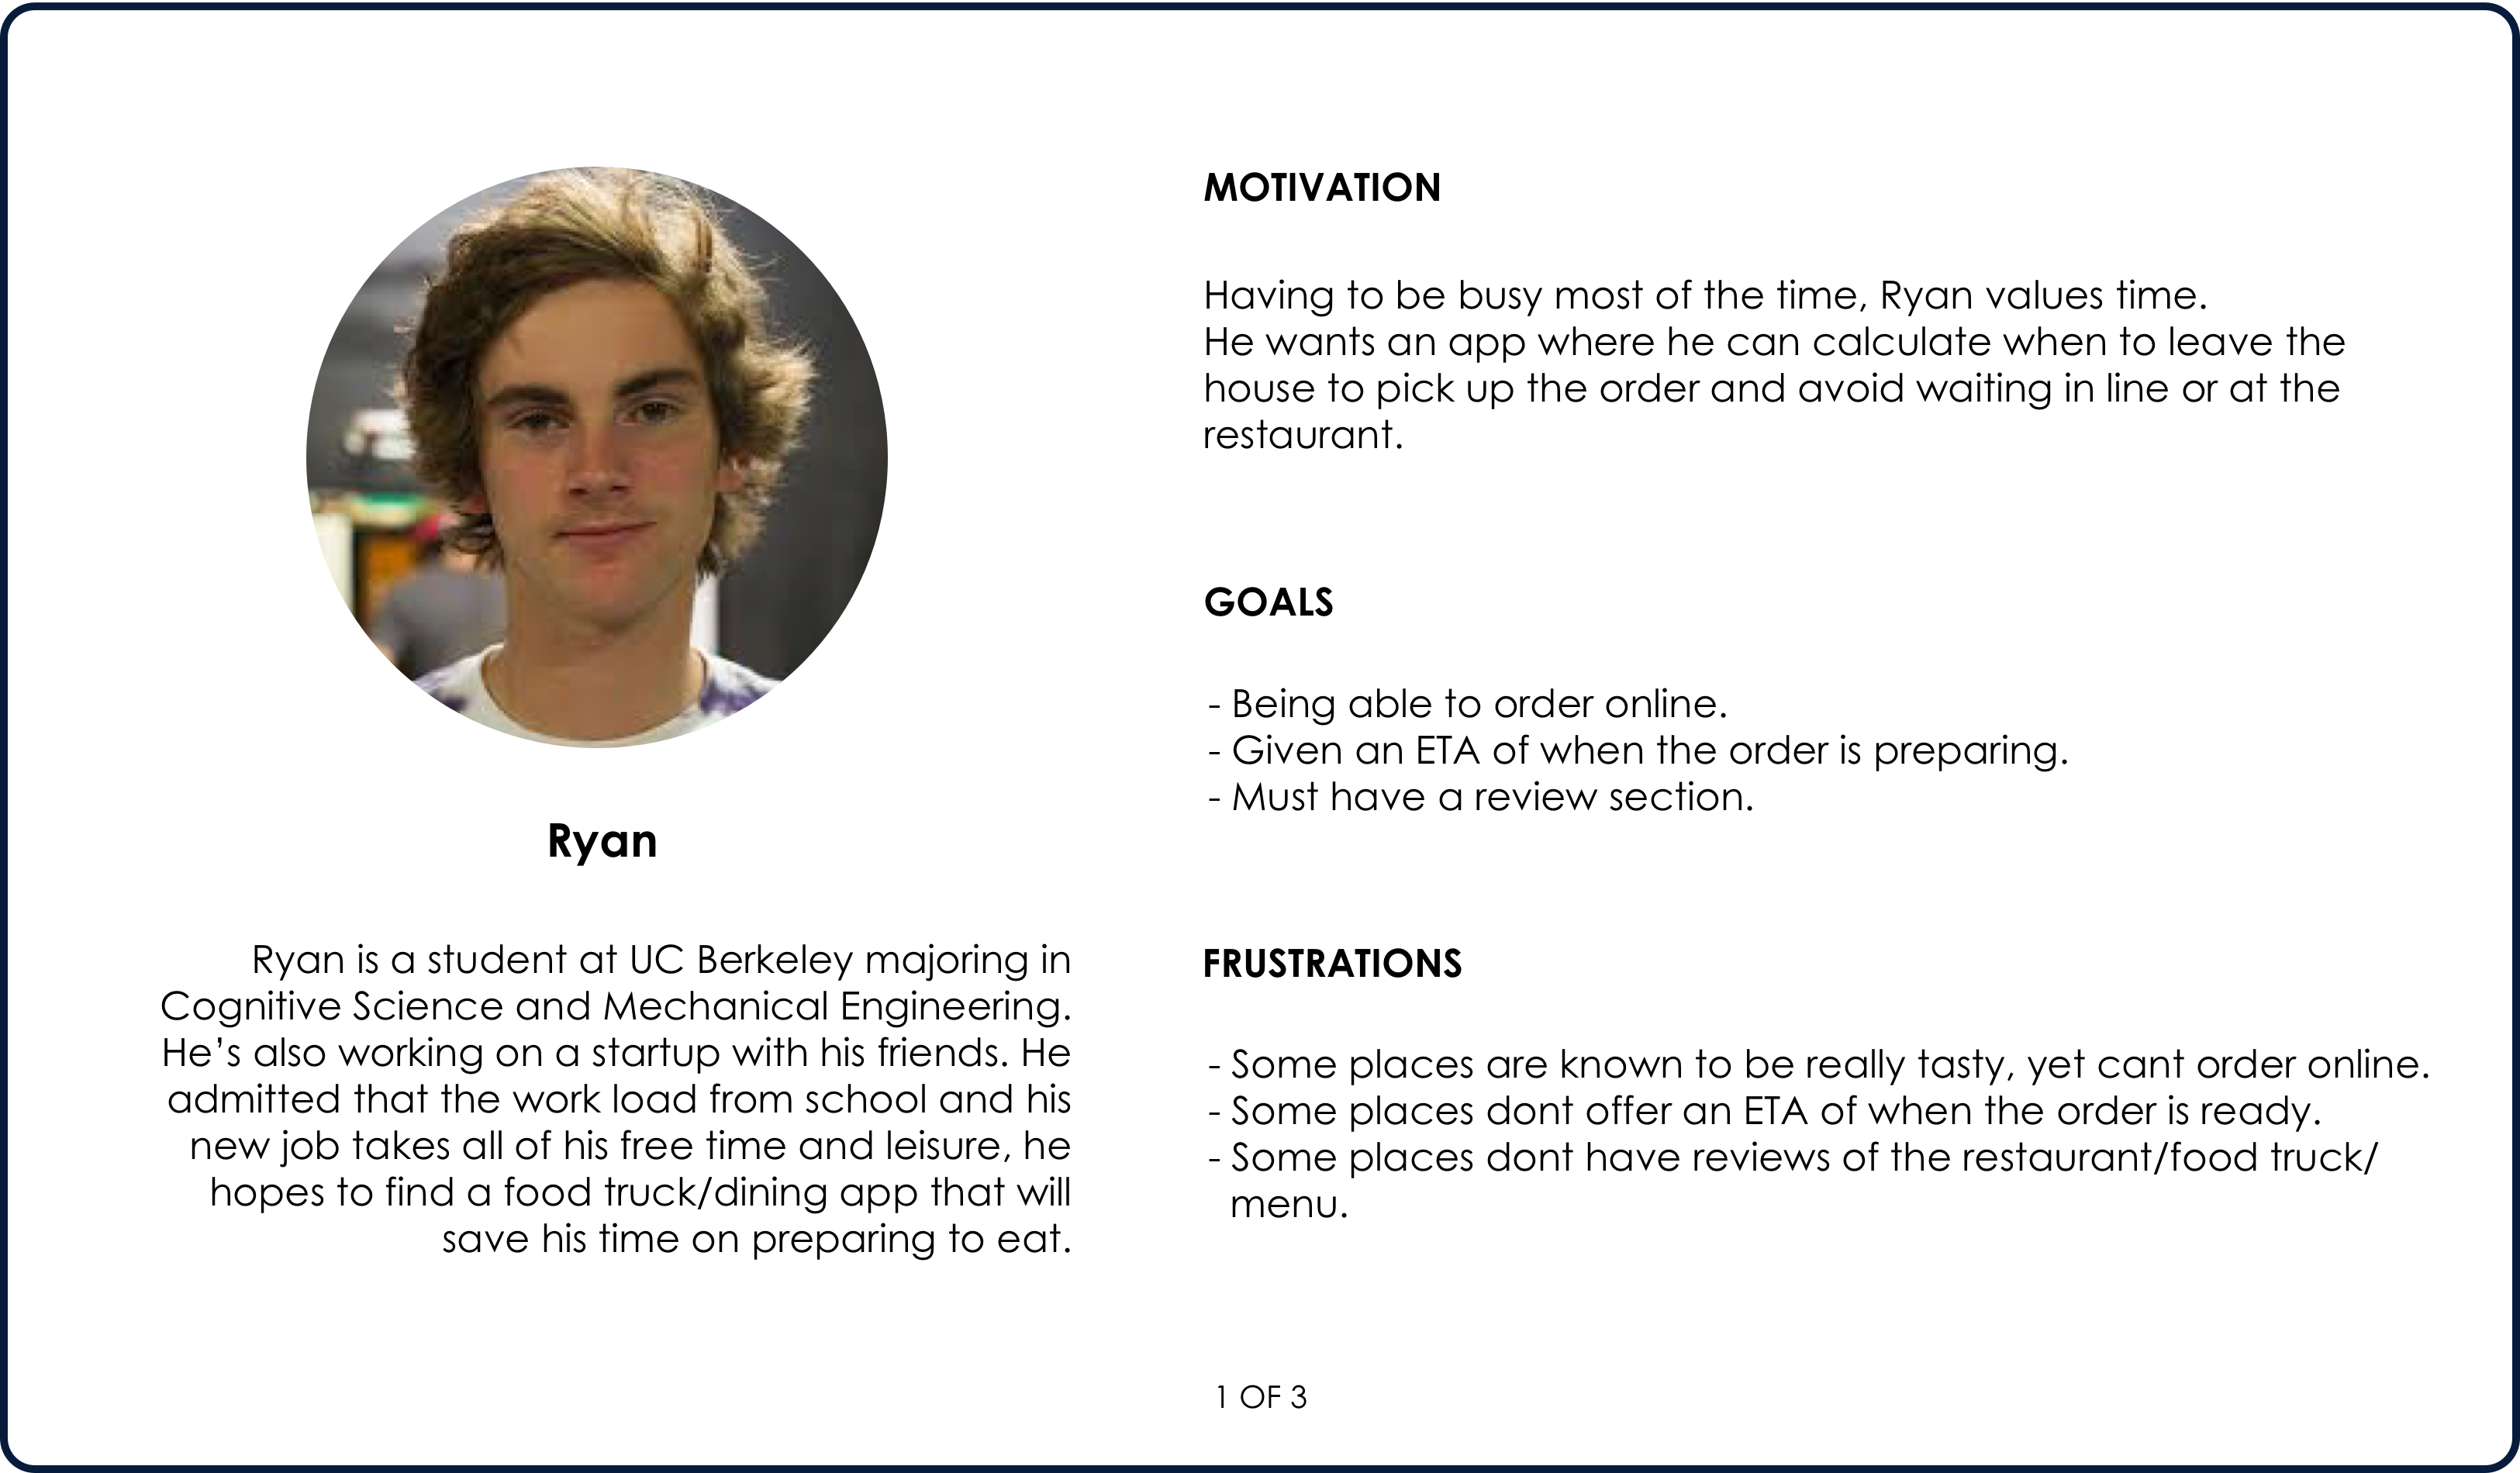 Ryan
Ryan is a student at UC Berkeley majoring in
Cognitive Science and Mechanical Engineering.
He’s also working on a startup with his friends. He
admitted that the work load from school and his
new job takes all of his free time and leisure, he
hopes to find a food truck/dining app that will
save his time on preparing to eat.
MOTIVATION
Having to be busy most of the time, Ryan values time.
He wants an app where he can calculate when to leave the
house to pick up the order and avoid waiting in line or at the
restaurant.
GOALS
- Being able to order online.
- Given an ETA of when the order is preparing.
- Must have a review section.
FRUSTRATIONS
- Some places are known to be really tasty, yet cant order online.
- Some places dont offer an ETA of when the order is ready.
- Some places dont have reviews of the restaurant/food truck/
menu.
1 OF 3